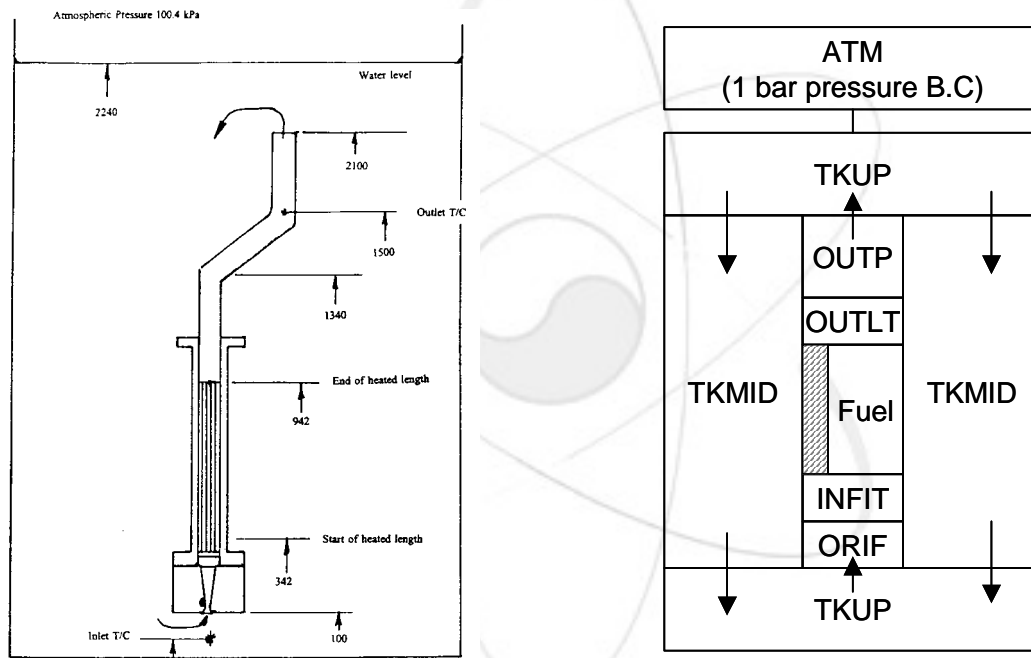 Atmospheric Pressure 100.4 kPa
Water level
2240
2100
Outlet T/C
1500
1340
End of heated length
942
Start of heated length
342
100
Inlet T/C
ATM
(1 bar pressure B.C)
TKUP
OUTP
OUTLT
TKMID
Fuel
TKMID
INFIT
ORIF
TKUP